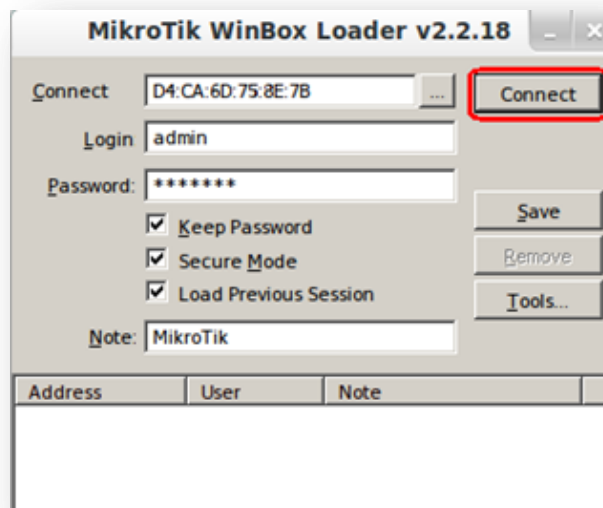 MikroTik WinBox Loader v2.2.18
Connect D4:CA:6D:75:8E:7B ... Connect
Login admin
Password: *******
Keep Password Save
Secure Mode Remove
Load Previous Session Tools...
Note: MikroTik
Address User Note